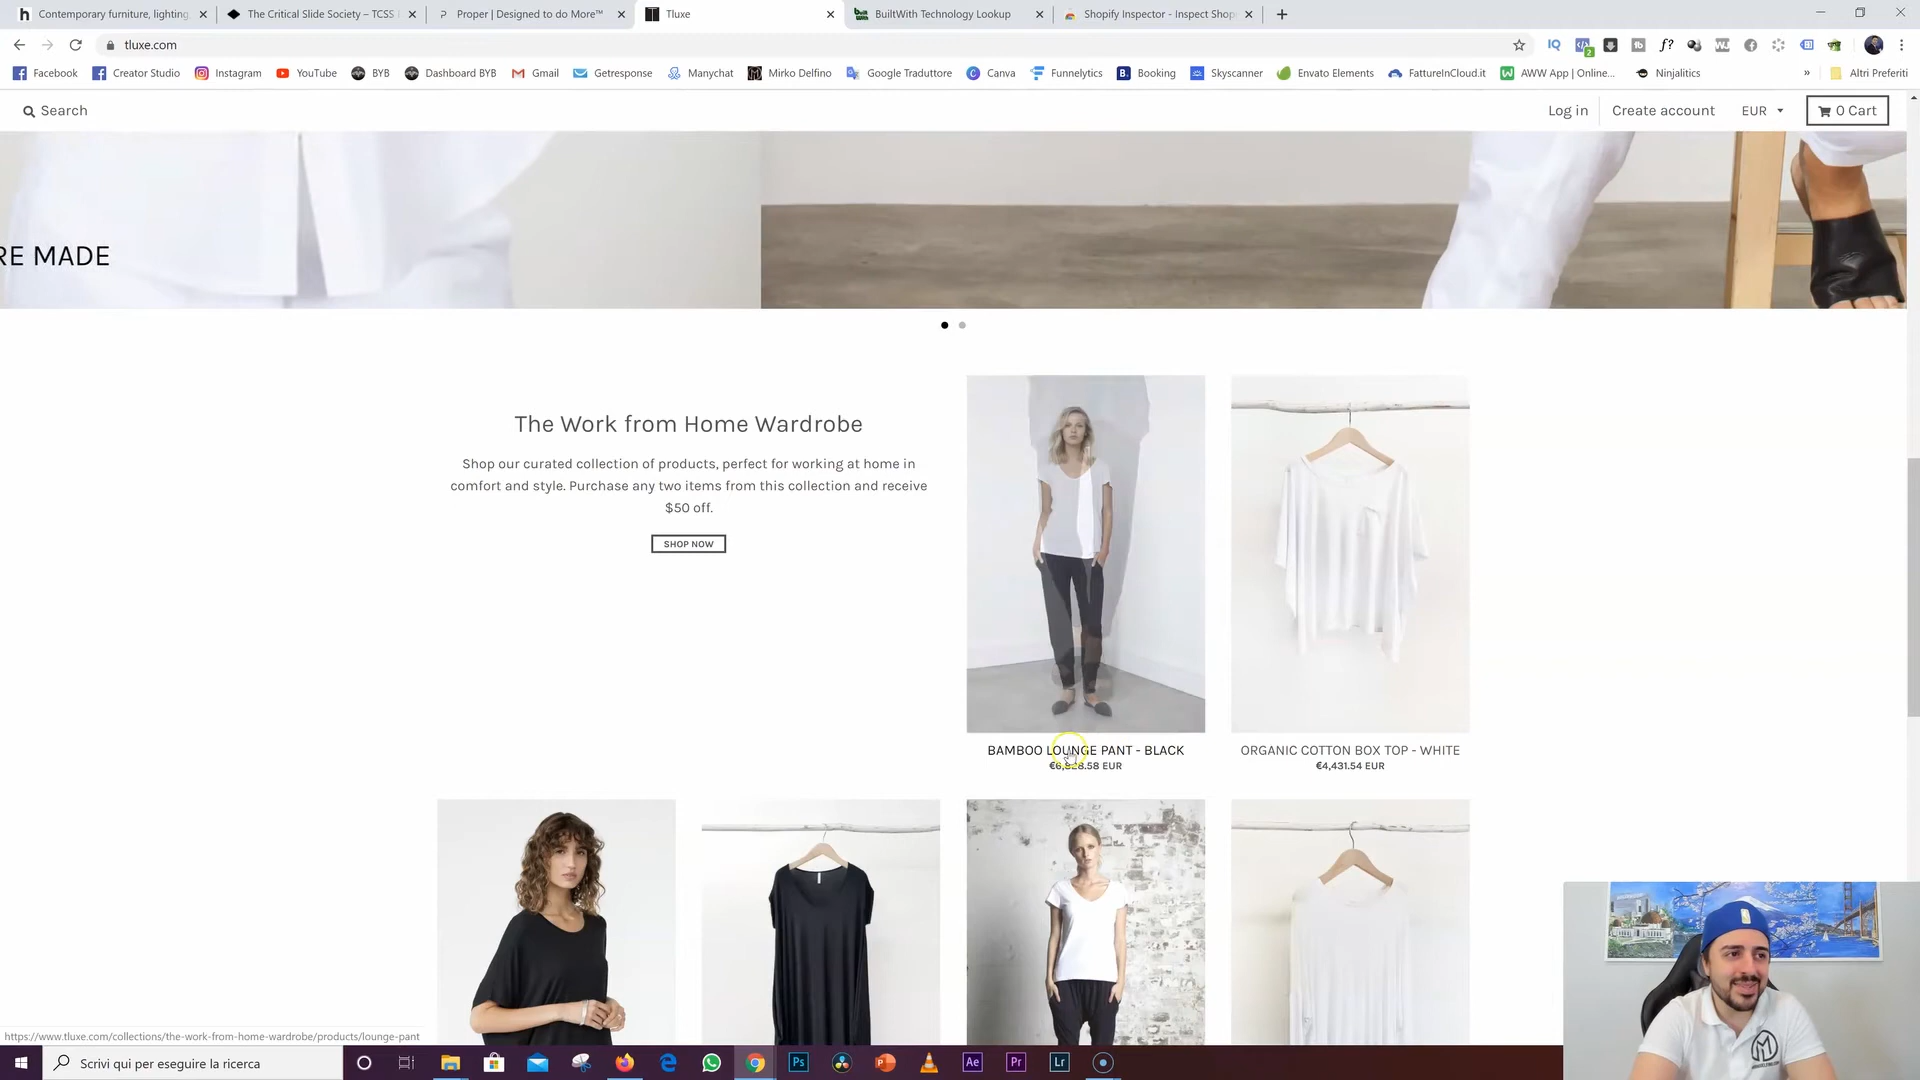 Contemporary furniture, lighting,
The Critical Slide Society – TCSS
Proper | Designed to do More™
Tluxe
BuiltWith Technology Lookup
Shopify Inspector - Inspect Shop
tluxe.com
Facebook
Creator Studio
Instagram
YouTube
BYB
Dashboard BYB
Gmail
Getresponse
Manychat
Mirko Delfino
Google Traduttore
Canva
Funnelytics
Booking
Skyscanner
Envato Elements
FattureInCloud.it
AWW App | Online...
Ninjalitics
»
Altri Preferiti
Search
Log in
Create account
EUR
0 Cart
RE MADE
The Work from Home Wardrobe
Shop our curated collection of products, perfect for working at home in
comfort and style. Purchase any two items from this collection and receive
$50 off.
SHOP NOW
BAMBOO LOUNGE PANT - BLACK
ORGANIC COTTON BOX TOP - WHITE
€4,431.54 EUR
https://www.tluxe.com/collections/the-work-from-home-wardrobe/products/lounge-pant
Scrivi qui per eseguire la ricerca
Ps
Ae
Pr
Lr